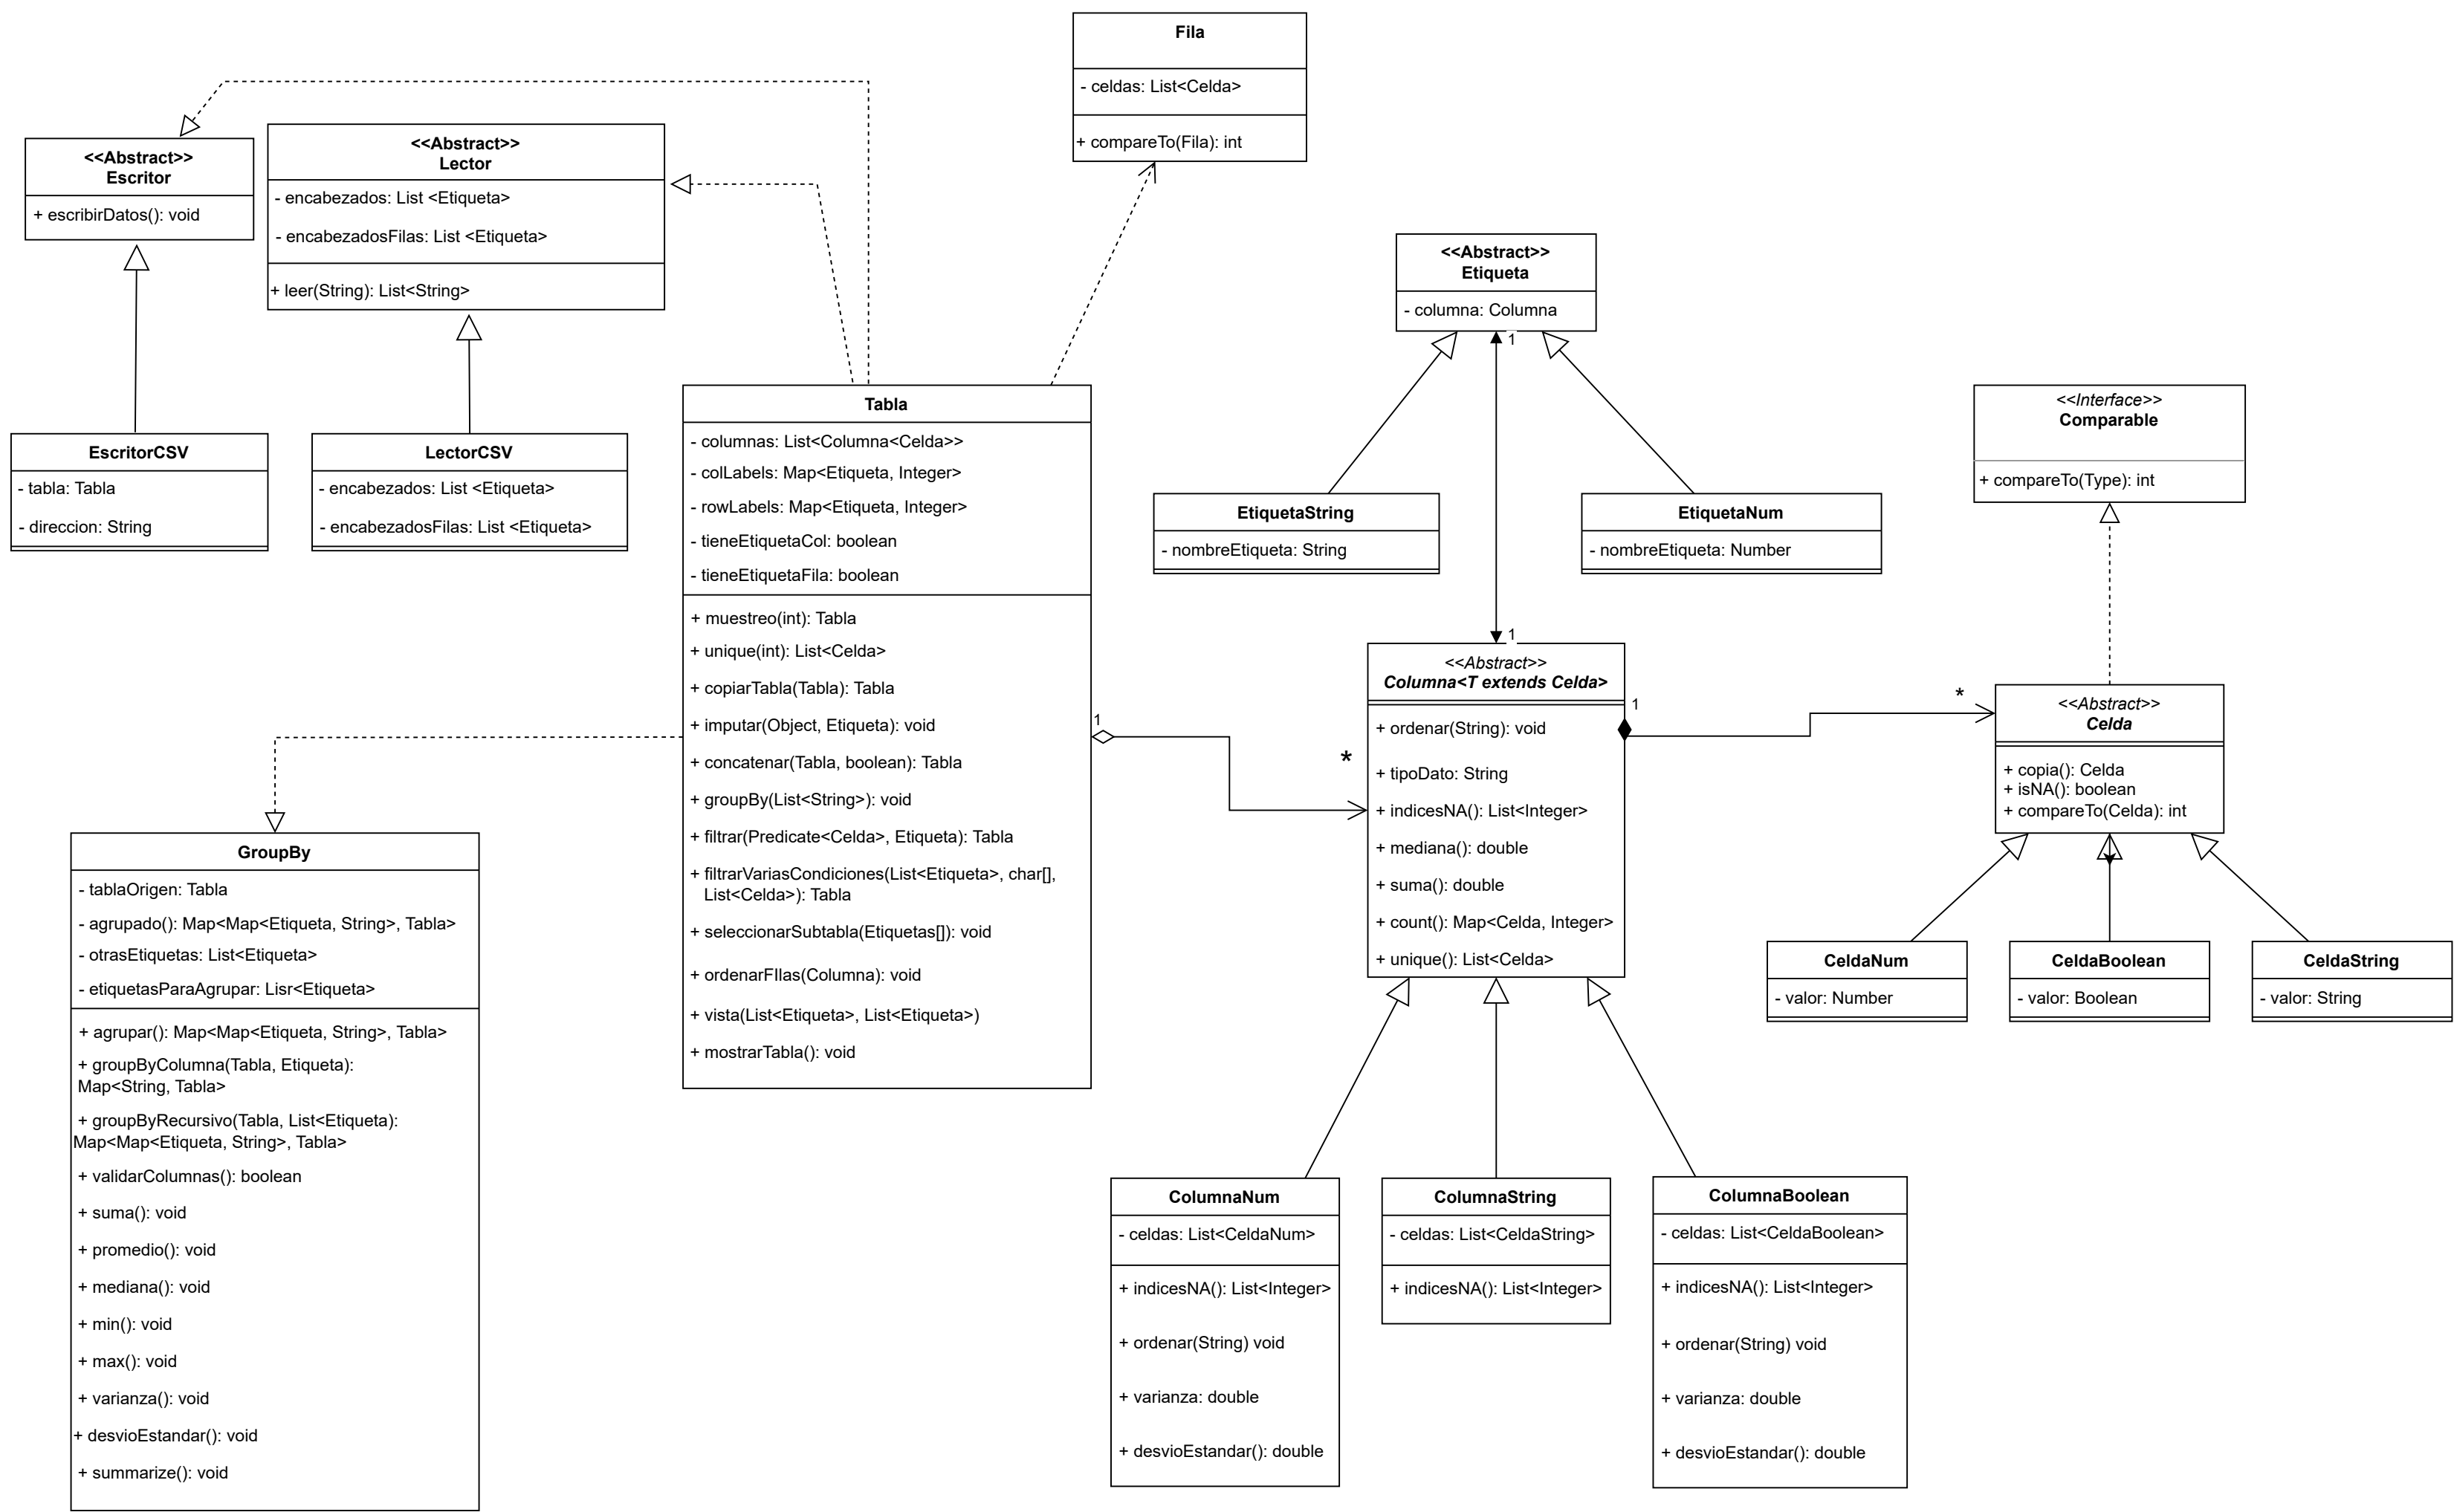 Fila
- celdas: List<Celda>
+ compareTo(Fila): int
<<Abstract>>
Escritor
+ escribirDatos(): void
<<Abstract>>
Lector
- encabezados: List <Etiqueta>
- encabezadosFilas: List <Etiqueta>
+ leer(String): List<String>
<<Abstract>>
Etiqueta
- columna: Columna
1
1
EscritorCSV
- tabla: Tabla
- direccion: String
LectorCSV
- encabezados: List <Etiqueta>
- encabezadosFilas: List <Etiqueta>
Tabla
- columnas: List<Columna<Celda>>
- colLabels: Map<Etiqueta, Integer>
- rowLabels: Map<Etiqueta, Integer>
- tieneEtiquetaCol: boolean
- tieneEtiquetaFila: boolean
+ muestreo(int): Tabla
+ unique(int): List<Celda>
+ copiarTabla(Tabla): Tabla
+ imputar(Object, Etiqueta): void
+ concatenar(Tabla, boolean): Tabla
+ groupBy(List<String>): void
+ filtrar(Predicate<Celda>, Etiqueta): Tabla
+ filtrarVariasCondiciones(List<Etiqueta>, char[],
List<Celda>): Tabla
+ seleccionarSubtabla(Etiquetas[]): void
+ ordenarFIlas(Columna): void
+ vista(List<Etiqueta>, List<Etiqueta>)
+ mostrarTabla(): void
1
*
EtiquetaString
- nombreEtiqueta: String
EtiquetaNum
- nombreEtiqueta: Number
<<Interface>>
Comparable
+ compareTo(Type): int
<<Abstract>>
Columna<T extends Celda>
+ ordenar(String): void
+ tipoDato: String
+ indicesNA(): List<Integer>
+ mediana(): double
+ suma(): double
+ count(): Map<Celda, Integer>
+ unique(): List<Celda>
1
*
<<Abstract>>
Celda
+ copia(): Celda
+ isNA(): boolean
+ compareTo(Celda): int
CeldaNum
- valor: Number
CeldaBoolean
- valor: Boolean
CeldaString
- valor: String
GroupBy
- tablaOrigen: Tabla
- agrupado(): Map<Map<Etiqueta, String>, Tabla>
- otrasEtiquetas: List<Etiqueta>
- etiquetasParaAgrupar: Lisr<Etiqueta>
+ agrupar(): Map<Map<Etiqueta, String>, Tabla>
+ groupByColumna(Tabla, Etiqueta):
Map<String, Tabla>
+ groupByRecursivo(Tabla, List<Etiqueta):
Map<Map<Etiqueta, String>, Tabla>
+ validarColumnas(): boolean
+ suma(): void
+ promedio(): void
+ mediana(): void
+ min(): void
+ max(): void
+ varianza(): void
+ desvioEstandar(): void
+ summarize(): void
ColumnaNum
- celdas: List<CeldaNum>
+ indicesNA(): List<Integer>
+ ordenar(String) void
+ varianza: double
+ desvioEstandar(): double
ColumnaString
- celdas: List<CeldaString>
+ indicesNA(): List<Integer>
ColumnaBoolean
- celdas: List<CeldaBoolean>
+ indicesNA(): List<Integer>
+ ordenar(String) void
+ varianza: double
+ desvioEstandar(): double